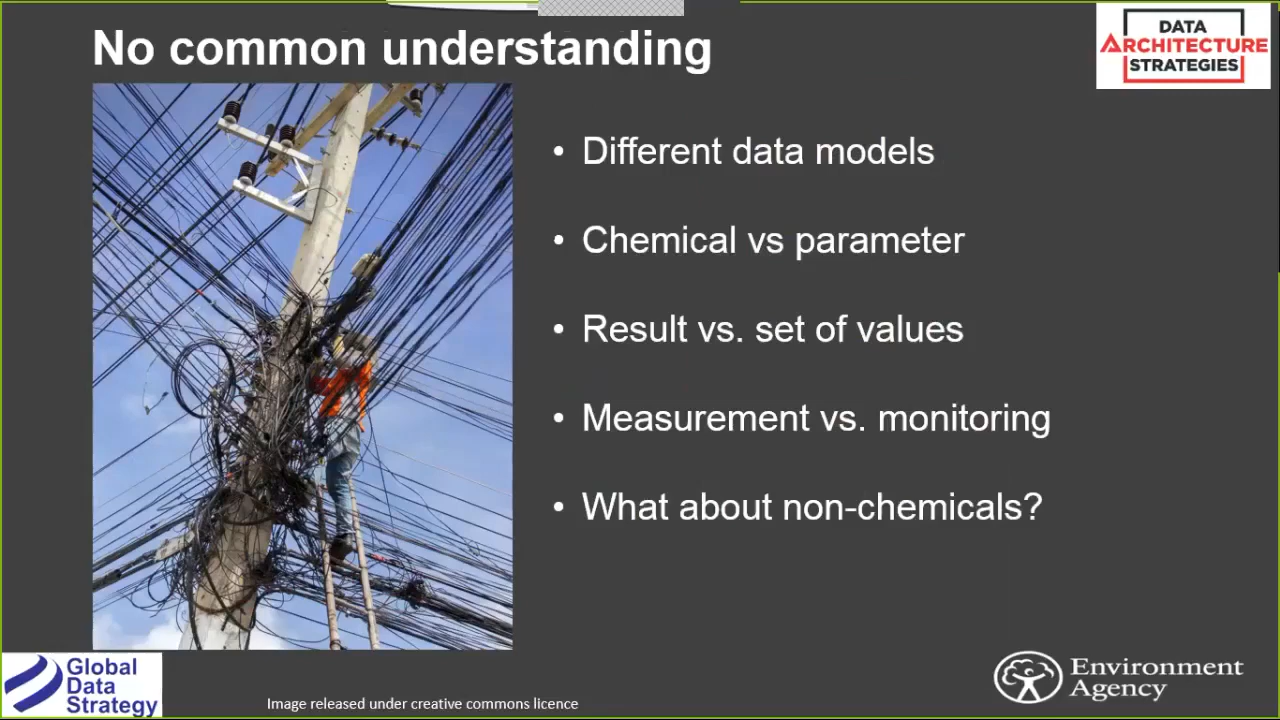 No common understanding
DATA
ARCHITECTURE
STRATEGIES
• Different data models
• Chemical vs parameter
• Result vs. set of values
• Measurement vs. monitoring
• What about non-chemicals?
Global
Data
Strategy
Image released under creative commons licence
Environment
Agency